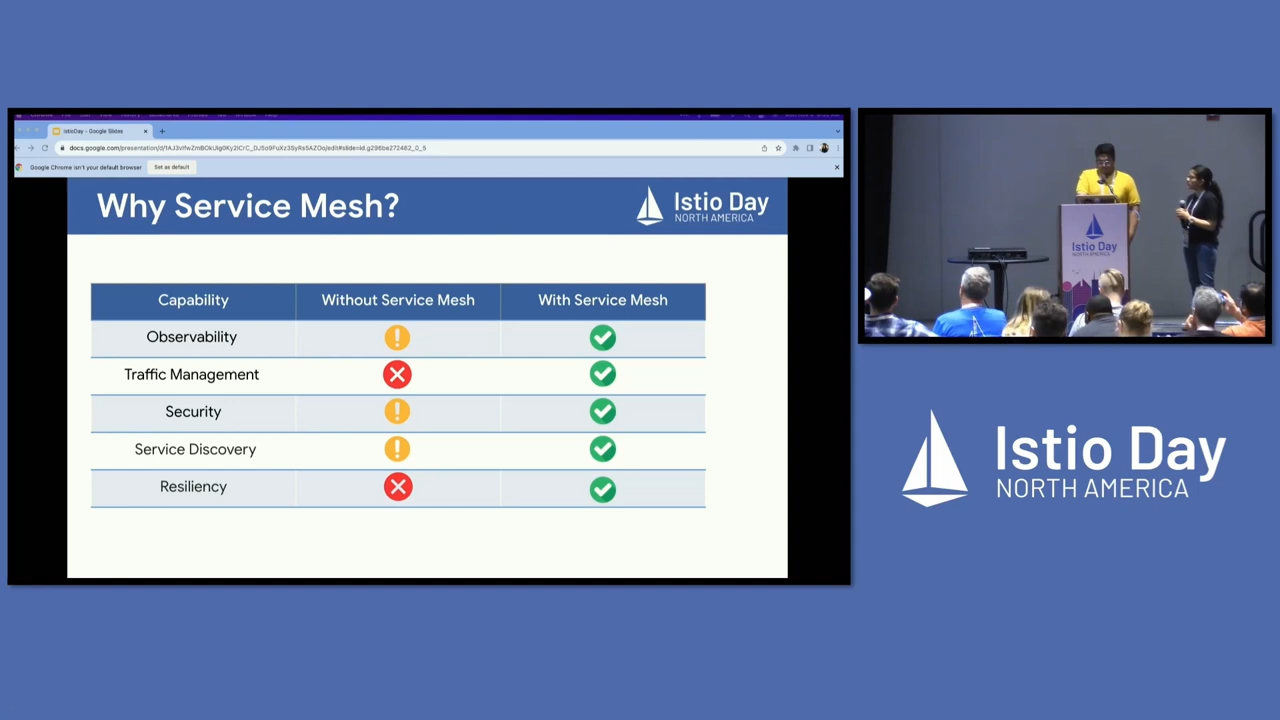 IstioDay - Google Slides
Google Chrome isn't your default browser
Set as default
Why Service Mesh?
Istio Day
NORTH AMERICA
Capability Without Service Mesh With Service Mesh
Observability
Traffic Management
Security
Service Discovery
Resiliency
Istio Day
NORTH AMERICA
Istio Day
NORTH AMERICA